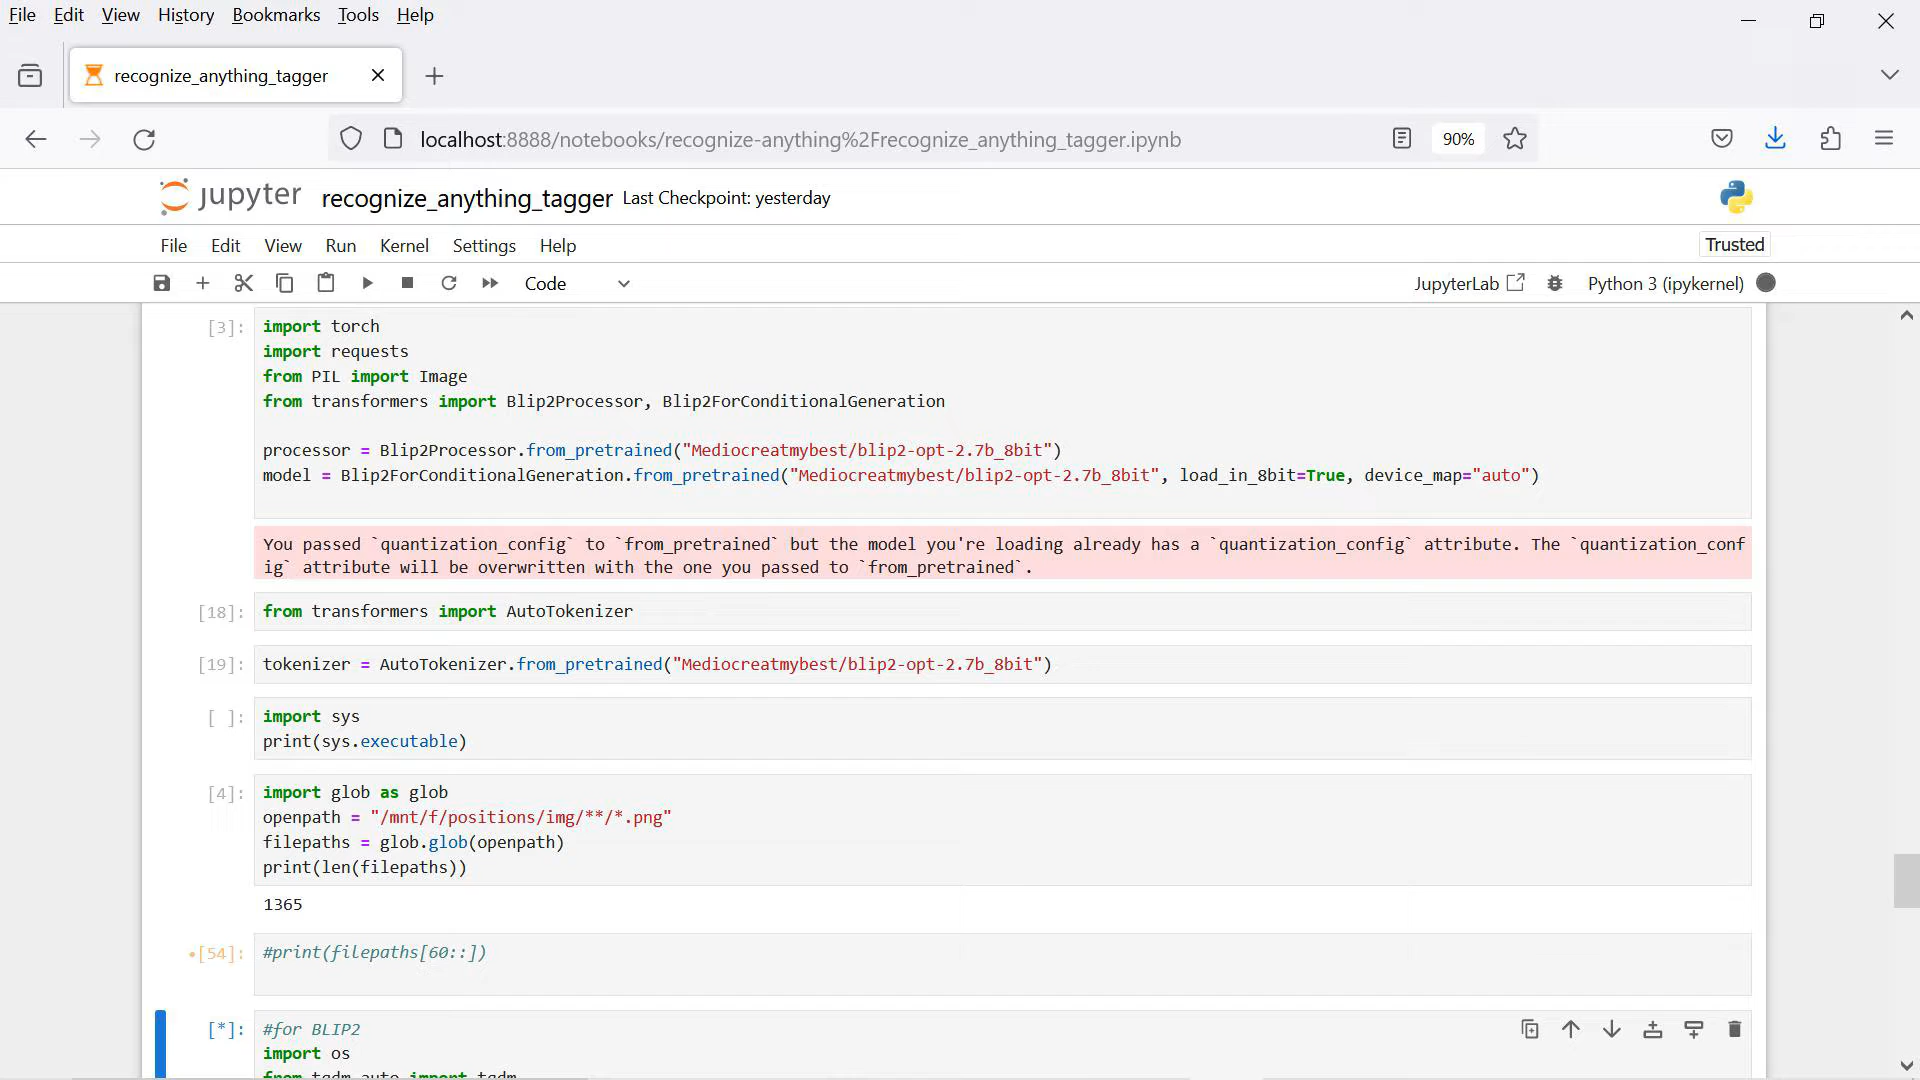 File Edit View History Bookmarks Tools Help
recognize_anything_tagger
localhost:8888/notebooks/recognize-anything%2Frecognize_anything_tagger.ipynb 90%
jupyter recognize_anything_tagger Last Checkpoint: yesterday
File Edit View Run Kernel Settings Help Trusted
Code JupyterLab Python 3 (ipykernel)
[3]: import torch
import requests
from PIL import Image
from transformers import Blip2Processor, Blip2ForConditionalGeneration
processor = Blip2Processor.from_pretrained("Mediocreatmybest/blip2-opt-2.7b_8bit")
model = Blip2ForConditionalGeneration.from_pretrained("Mediocreatmybest/blip2-opt-2.7b_8bit", load_in_8bit=True, device_map="auto")
You passed `quantization_config` to `from_pretrained` but the model you're loading already has a `quantization_config` attribute. The `quantization_conf
ig` attribute will be overwritten with the one you passed to `from_pretrained`.
[18]: from transformers import AutoTokenizer
[19]: tokenizer = AutoTokenizer.from_pretrained("Mediocreatmybest/blip2-opt-2.7b_8bit")
[ ]: import sys
print(sys.executable)
[4]: import glob as glob
openpath = "/mnt/f/positions/img/**/*.png"
filepaths = glob.glob(openpath)
print(len(filepaths))
1365
•[54]: #print(filepaths[60::])
[*]: #for BLIP2
import os
from tqdm.auto import tqdm